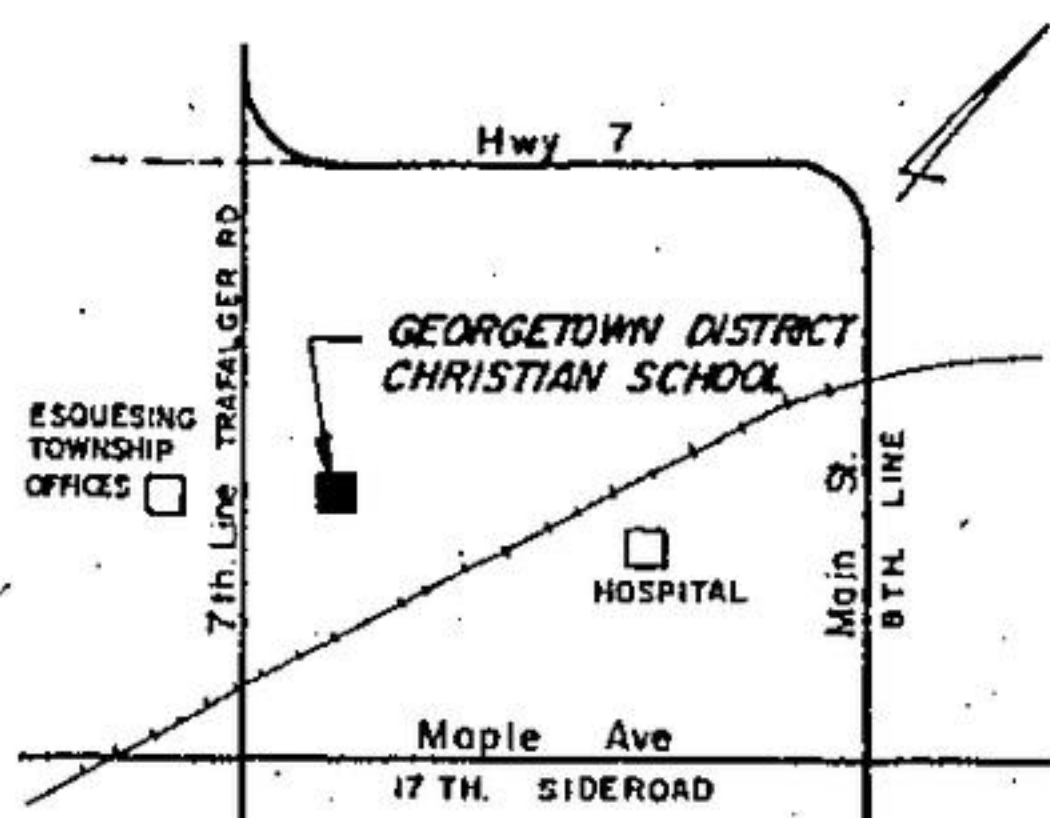 Hwy 7
7th. Line TRAFALGER RD
GEORGETOWN DISTRICT
CHRISTIAN SCHOOL
ESQUESING
TOWNSHIP
OFFICES
HOSPITAL
Main St.
8TH. LINE
Maple Ave
17 TH. SIDEROAD